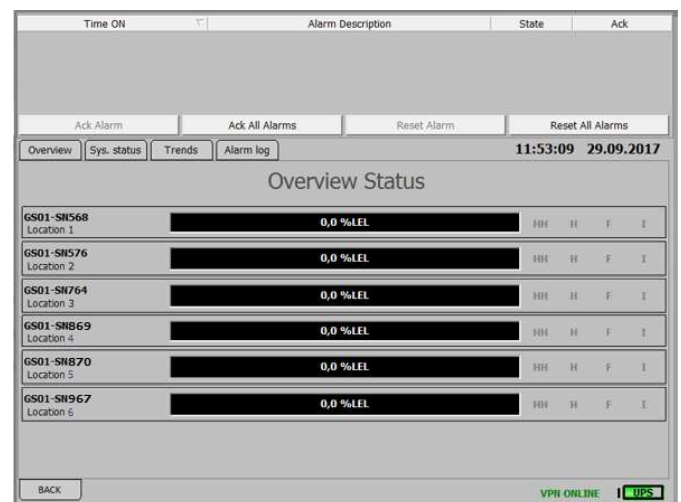 Time ON Alarm Description State Ack
Ack Alarm Ack All Alarms Reset Alarm Reset All Alarms
Overview Sys. status Trends Alarm log 11:53:09 29.09.2017
Overview Status
GS01-SN568
Location 1
0,0 %LEL HH H F I
GS01-SN576
Location 2
0,0 %LEL HH H F I
GS01-SN764
Location 3
0,0 %LEL HH H F I
GS01-SN869
Location 4
0,0 %LEL HH H F I
GS01-SN870
Location 5
0,0 %LEL HH H F I
GS01-SN967
Location 6
0,0 %LEL HH H F I
BACK VPN ONLINE UPS